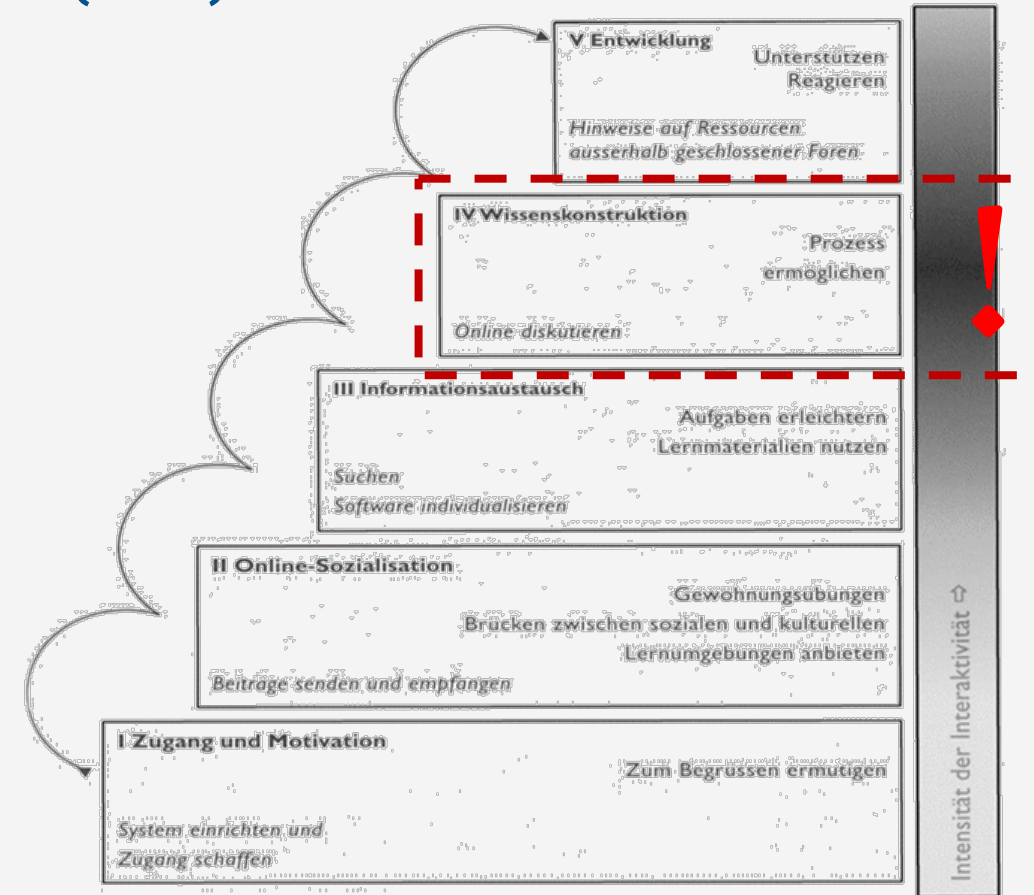 V Entwicklung
Unterstützen
Reagieren
Hinweise auf Ressourcen
ausserhalb geschlossener Foren
IV Wissenskonstruktion
Prozess
ermöglichen
Online diskutieren
!
III Informationsaustausch
Aufgaben erleichtern
Lernmaterialien nutzen
Suchen
Software individualisieren
II Online-Sozialisation
Gewöhnungsübungen
Brücken zwischen sozialen und kulturellen
Lernumgebungen anbieten
Beiträge senden und empfangen
I Zugang und Motivation
Zum Begrüssen ermutigen
System einrichten und
Zugang schaffen
Intensität der Interaktivität ⇨